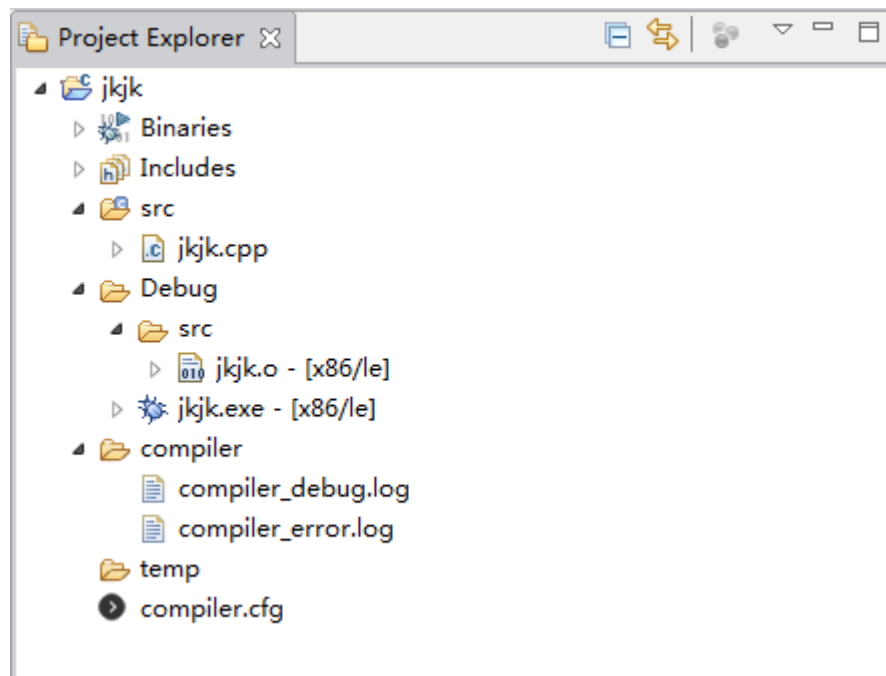 Project Explorer
jkjk
Binaries
Includes
src
jkjk.cpp
Debug
src
jkjk.o - [x86/le]
jkjk.exe - [x86/le]
compiler
compiler_debug.log
compiler_error.log
temp
compiler.cfg